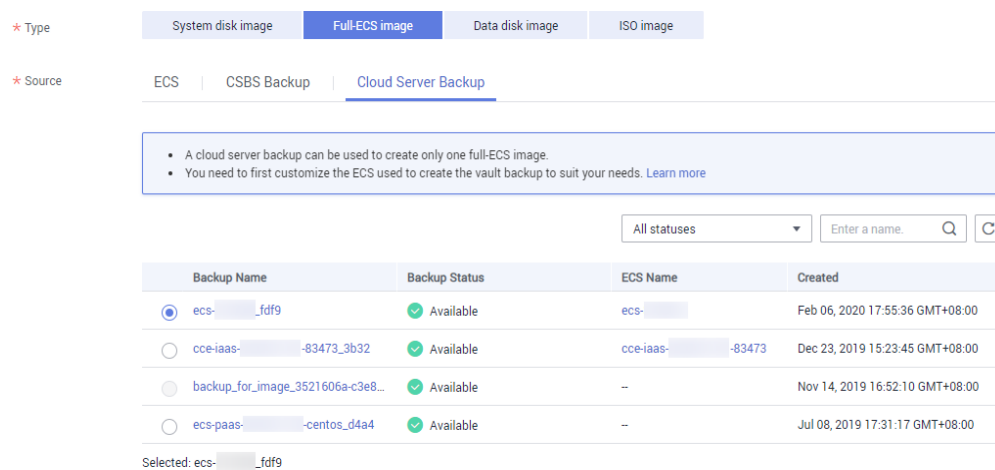 * Type System disk image Full-ECS image Data disk image ISO image
* Source ECS CSBS Backup Cloud Server Backup
• A cloud server backup can be used to create only one full-ECS image.
• You need to first customize the ECS used to create the vault backup to suit your needs. Learn more
All statuses Enter a name.
Backup Name Backup Status ECS Name Created
ecs- _fdf9 Available ecs- Feb 06, 2020 17:55:36 GMT+08:00
cce-iaas- -83473_3b32 Available cce-iaas- -83473 Dec 23, 2019 15:23:45 GMT+08:00
backup_for_image_3521606a-c3e8... Available -- Nov 14, 2019 16:52:10 GMT+08:00
ecs-paas- -centos_d4a4 Available -- Jul 08, 2019 17:31:17 GMT+08:00
Selected: ecs- _fdf9